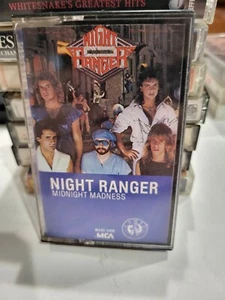 WHITESNAKE'S GREATEST HITS
NIGHT
RANGER
NIGHT RANGER
MIDNIGHT MADNESS
MCA